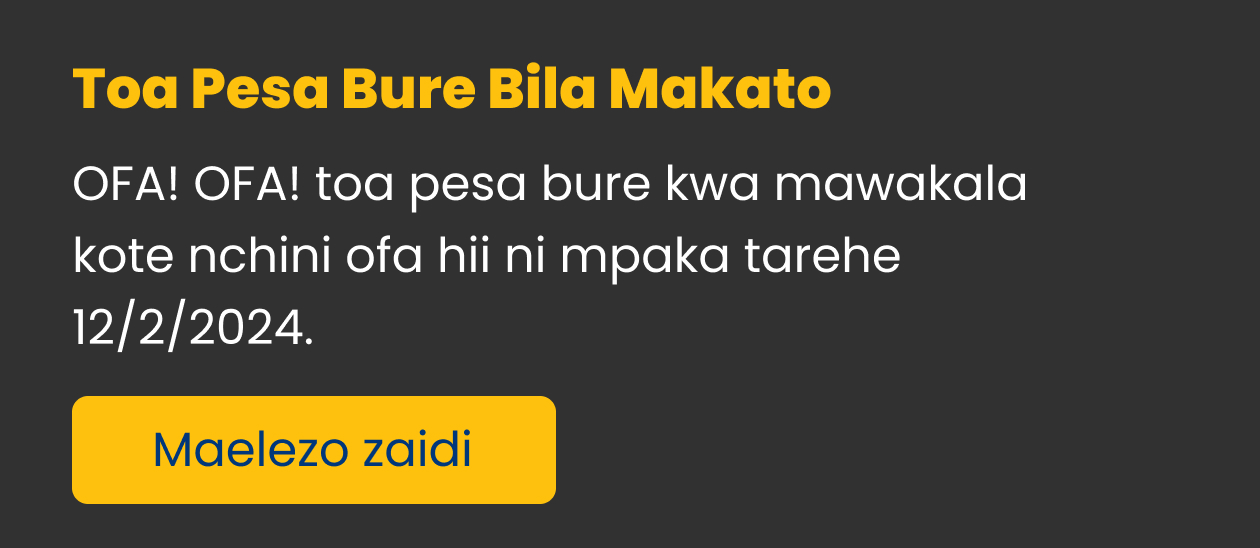 Toa Pesa Bure Bila Makato
OFA! OFA! toa pesa bure kwa mawakala
kote nchini ofa hii ni mpaka tarehe
12/2/2024.
Maelezo zaidi